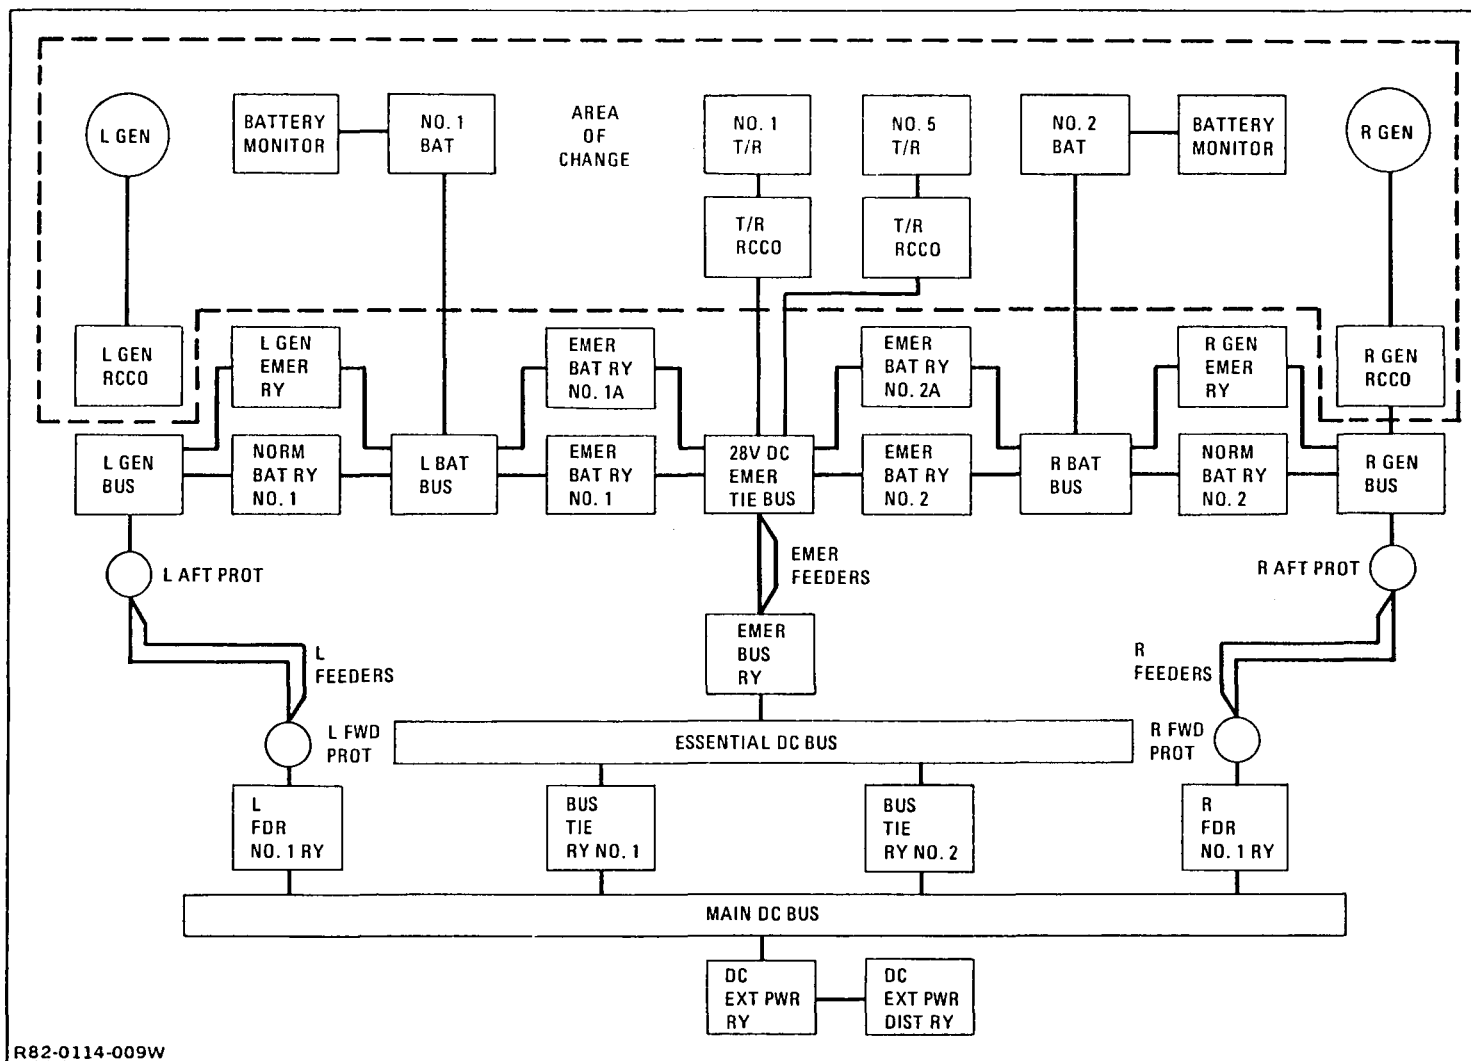 L GEN
BATTERY
MONITOR
NO. 1
BAT
AREA
OF
CHANGE
NO. 1
T/R
NO. 5
T/R
NO. 2
BAT
BATTERY
MONITOR
R GEN
T/R
RCCO
T/R
RCCO
L GEN
RCCO
L GEN
EMER
RY
EMER
BAT RY
NO. 1A
EMER
BAT RY
NO. 2A
R GEN
EMER
RY
R GEN
RCCO
L GEN
BUS
NORM
BAT RY
NO. 1
L BAT
BUS
EMER
BAT RY
NO. 1
28V DC
EMER
TIE BUS
EMER
BAT RY
NO. 2
R BAT
BUS
NORM
BAT RY
NO. 2
R GEN
BUS
L AFT PROT
EMER
FEEDERS
R AFT PROT
L
FEEDERS
EMER
BUS
RY
R
FEEDERS
L FWD
PROT
ESSENTIAL DC BUS
R FWD
PROT
L
FDR
NO. 1 RY
BUS
TIE
RY NO. 1
BUS
TIE
RY NO. 2
R
FDR
NO. 1 RY
MAIN DC BUS
DC
EXT PWR
RY
DC
EXT PWR
DIST RY
R82-0114-009W